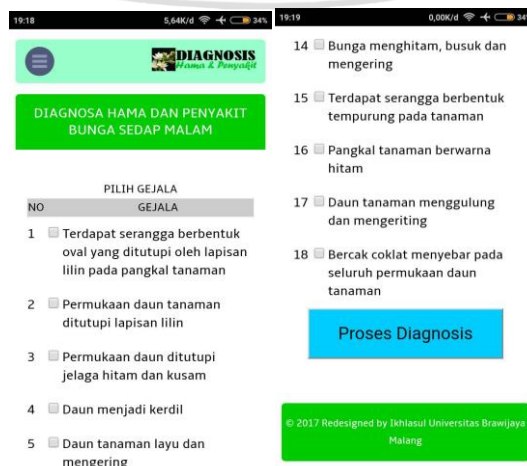 19:18
5,64K/d
34%
DIAGNOSIS
Hama & Penyakit
DIAGNOSA HAMA DAN PENYAKIT
BUNGA SEDAP MALAM
PILIH GEJALA
NO GEJALA
1 Terdapat serangga berbentuk
oval yang ditutupi oleh lapisan
lilin pada pangkal tanaman
2 Permukaan daun tanaman
ditutupi lapisan lilin
3 Permukaan daun ditutupi
jelaga hitam dan kusam
4 Daun menjadi kerdil
5 Daun tanaman layu dan
mengering
19:19
0,00K/d
34%
14 Bunga menghitam, busuk dan
mengering
15 Terdapat serangga berbentuk
tempurung pada tanaman
16 Pangkal tanaman berwarna
hitam
17 Daun tanaman menggulung
dan mengeriting
18 Bercak coklat menyebar pada
seluruh permukaan daun
tanaman
Proses Diagnosis
© 2017 Redesigned by Ikhlasul Universitas Brawijaya
Malang